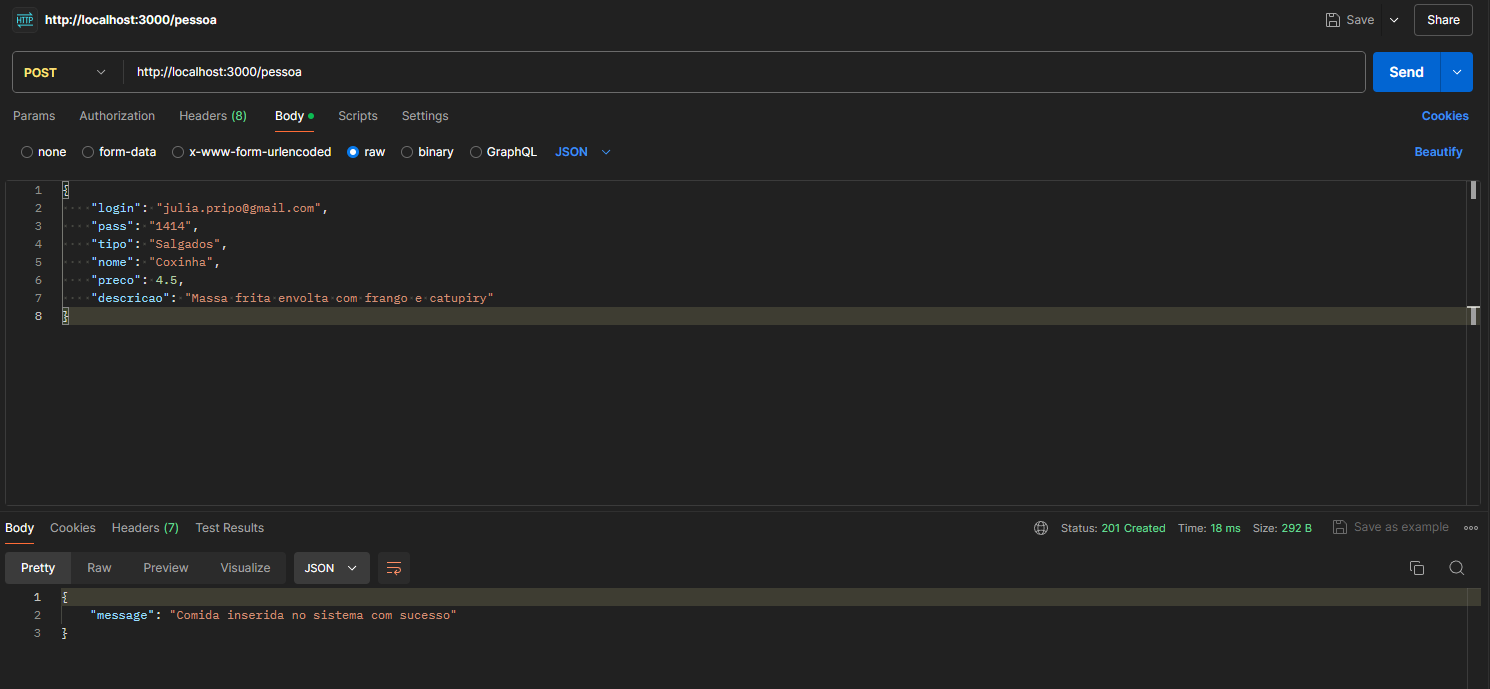 HTTP http://localhost:3000/pessoa Save Share
POST http://localhost:3000/pessoa Send
Params Authorization Headers (8) Body Scripts Settings Cookies
none form-data x-www-form-urlencoded raw binary GraphQL JSON Beautify
1 {
2 "login": "julia.pripo@gmail.com",
3 "pass": "1414",
4 "tipo": "Salgados",
5 "nome": "Coxinha",
6 "preco": 4.5,
7 "descricao": "Massa frita envolta com frango e catupiry"
8 }
Body Cookies Headers (7) Test Results Status: 201 Created Time: 18 ms Size: 292 B Save as example
Pretty Raw Preview Visualize JSON
1 {
2 "message": "Comida inserida no sistema com sucesso"
3 }